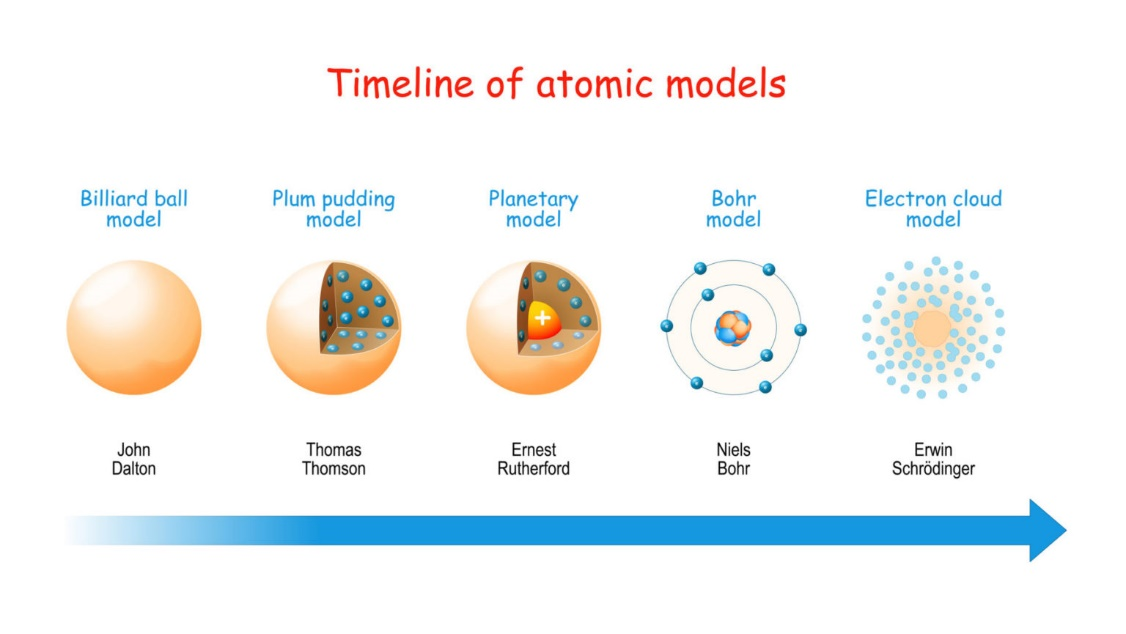 Timeline of atomic models
Billiard ball
model
Plum pudding
model
Planetary
model
Bohr
model
Electron cloud
model
+
John
Dalton
Thomas
Thomson
Ernest
Rutherford
Niels
Bohr
Erwin
Schrödinger